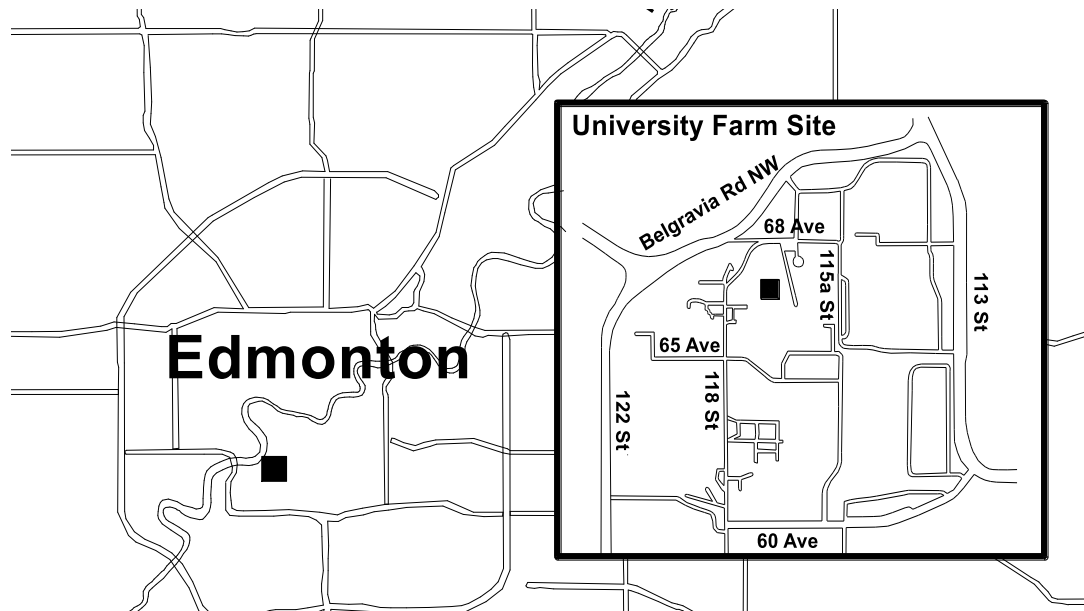 University Farm Site
Belgravia Rd NW
68 Ave
115a St
113 St
Edmonton
65 Ave
118 St
122 St
60 Ave